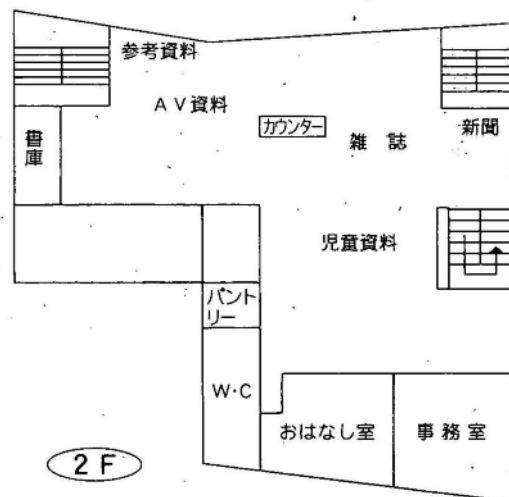 参考資料
AV資料
カウンター
雑誌
新聞
書庫
児童資料
パント
リー
W・C
おはなし室
事務室
2F